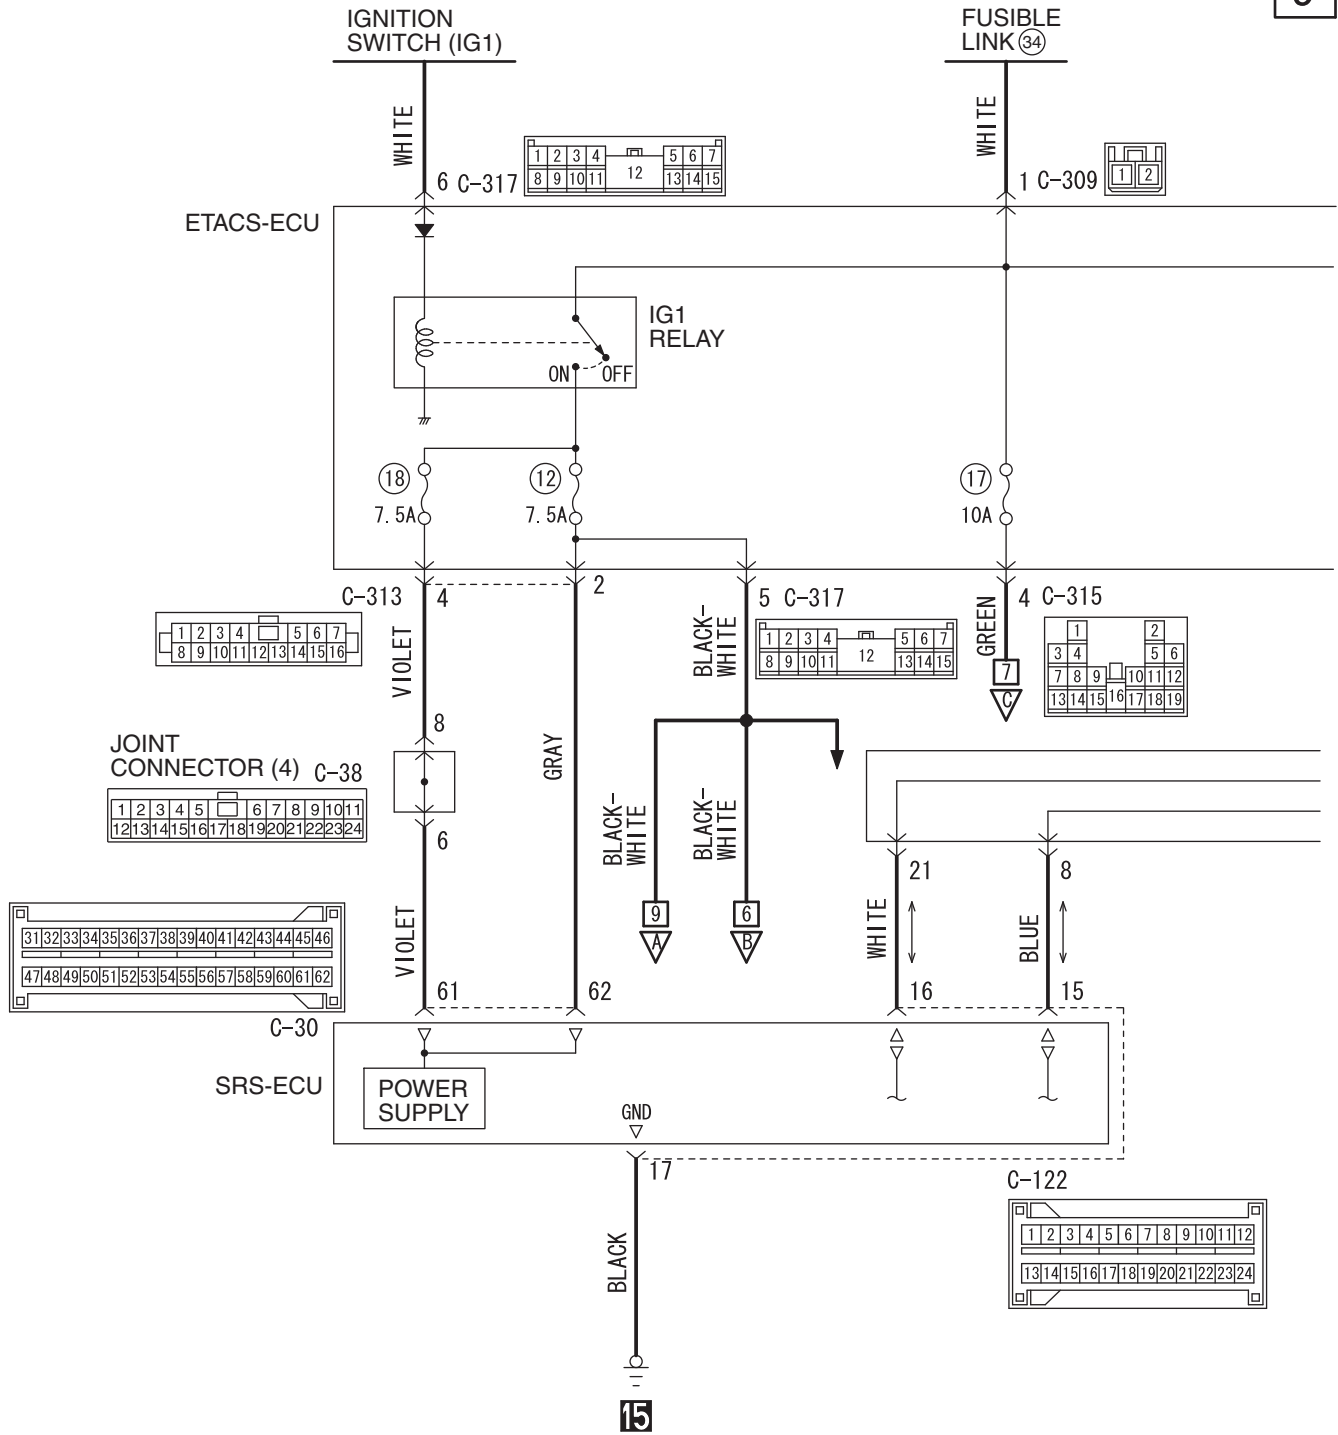 IGNITION
SWITCH (IG1)
FUSIBLE
LINK 34
WHITE
WHITE
6 C-317
1 2 3 4 5 6 7
8 9 10 11 12 13 14 15
1 C-309
1 2
ETACS-ECU
IG1
RELAY
ON OFF
18
7.5A
12
7.5A
17
10A
C-313 4
2
5 C-317
4 C-315
1 2 3 4 5 6 7
8 9 10 11 12 13 14 15 16
VIOLET
BLACK-
WHITE
1 2 3 4 5 6 7
8 9 10 11 12 13 14 15
GREEN
7
C
1 2
3 4 5 6
7 8 9 10 11 12
13 14 15 16 17 18 19
8
JOINT
CONNECTOR (4) C-38
1 2 3 4 5 6 7 8 9 10 11
12 13 14 15 16 17 18 19 20 21 22 23 24
6
GRAY
BLACK-
WHITE
BLACK-
WHITE
9
A
6
B
21
8
WHITE
BLUE
VIOLET
31 32 33 34 35 36 37 38 39 40 41 42 43 44 45 46
47 48 49 50 51 52 53 54 55 56 57 58 59 60 61 62
C-30
61
62
16
15
SRS-ECU
POWER
SUPPLY
GND
17
BLACK
C-122
1 2 3 4 5 6 7 8 9 10 11 12
13 14 15 16 17 18 19 20 21 22 23 24
15